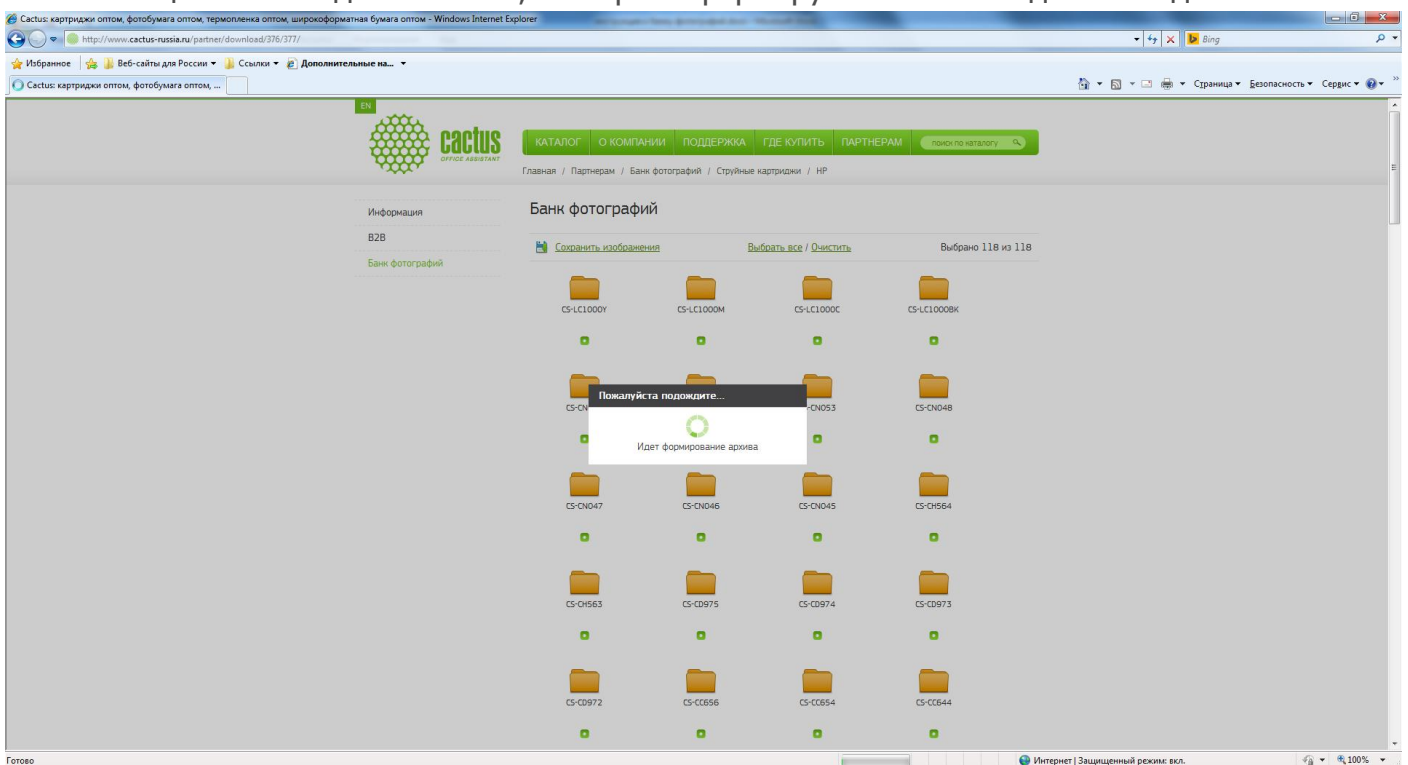 Cactus: картриджи оптом, фотобумага оптом, термопленка оптом, широкоформатная бумага оптом - Windows Internet Explorer
http://www.cactus-russia.ru/partner/download/376/377/
Bing
Избранное
Веб-сайты для России
Ссылки
Дополнительные на...
Cactus: картриджи оптом, фотобумага оптом, ...
Страница
Безопасность
Сервис
EN
cactus
OFFICE ASSISTANT
КАТАЛОГ
О КОМПАНИИ
ПОДДЕРЖКА
ГДЕ КУПИТЬ
ПАРТНЕРАМ
поиск по каталогу
Главная / Партнерам / Банк фотографий / Струйные картриджи / HP
Информация
B2B
Банк фотографий
Банк фотографий
Сохранить изображения
Выбрать все / Очистить
Выбрано 118 из 118
CS-LC1000Y
CS-LC1000M
CS-LC1000C
CS-LC1000BK
CS-CN
-CN053
CS-CN048
Пожалуйста подождите...
Идет формирование архива
CS-CN047
CS-CN046
CS-CN045
CS-CH564
CS-CH563
CS-CD975
CS-CD974
CS-CD973
CS-CD972
CS-CC656
CS-CC654
CS-CC644
Готово
Интернет | Защищенный режим: вкл.
100%